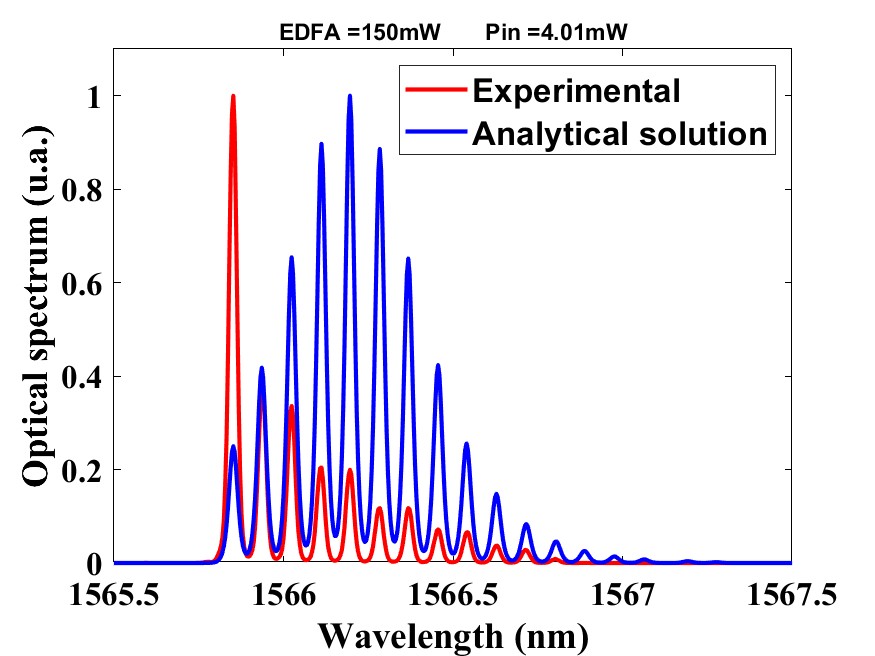 EDFA =150mW Pin =4.01mW
Experimental
Analytical solution
Optical spectrum (u.a.)
1
0.8
0.6
0.4
0.2
0
1565.5 1566 1566.5 1567 1567.5
Wavelength (nm)